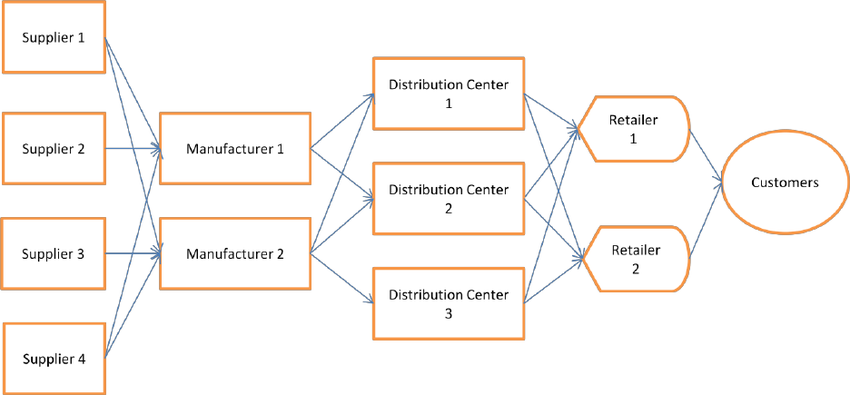 Supplier 1
Supplier 2
Supplier 3
Supplier 4
Manufacturer 1
Manufacturer 2
Distribution Center
1
Distribution Center
2
Distribution Center
3
Retailer
1
Retailer
2
Customers